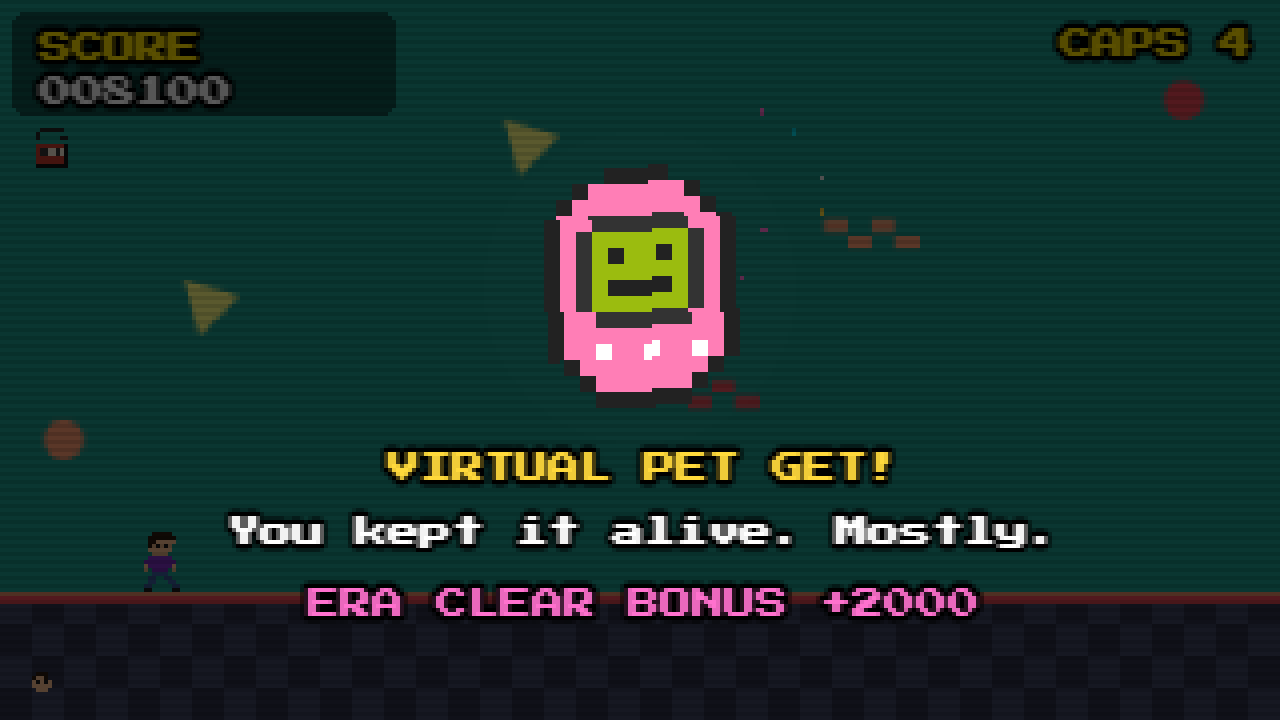 SCORE
008100
CAPS 4
VIRTUAL PET GET!
You kept it alive. Mostly.
ERA CLEAR BONUS +2000